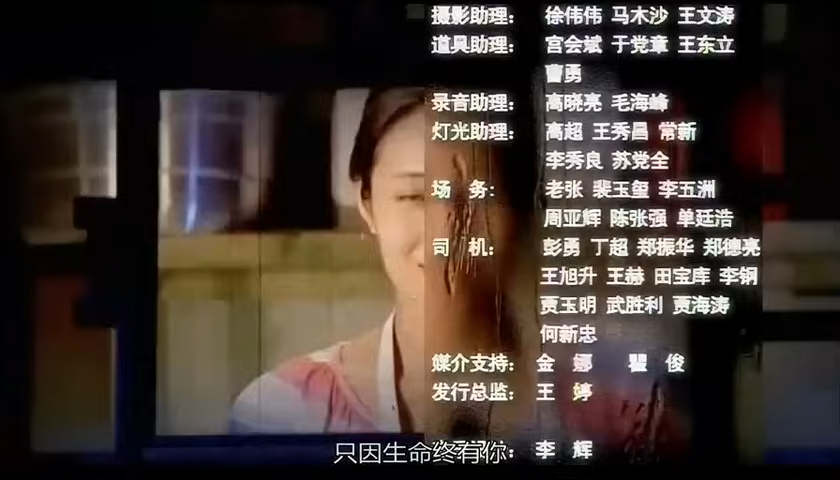 摄影助理： 徐伟伟 马木沙 王文涛
道具助理： 宫会斌 于党章 王东立
曹勇
录音助理： 高晓亮 毛海峰
灯光助理： 高超 王秀昌 常新
李秀良 苏党全
场 务： 老张 裴玉玺 李五洲
周亚辉 陈张强 单廷浩
司 机： 彭勇 丁超 郑振华 郑德亮
王旭升 王赫 田宝库 李钢
贾玉明 武胜利 贾海涛
何新忠
媒介支持： 金 娜 瞿 俊
发行总监： 王 婷
李 辉
只因生命终有你